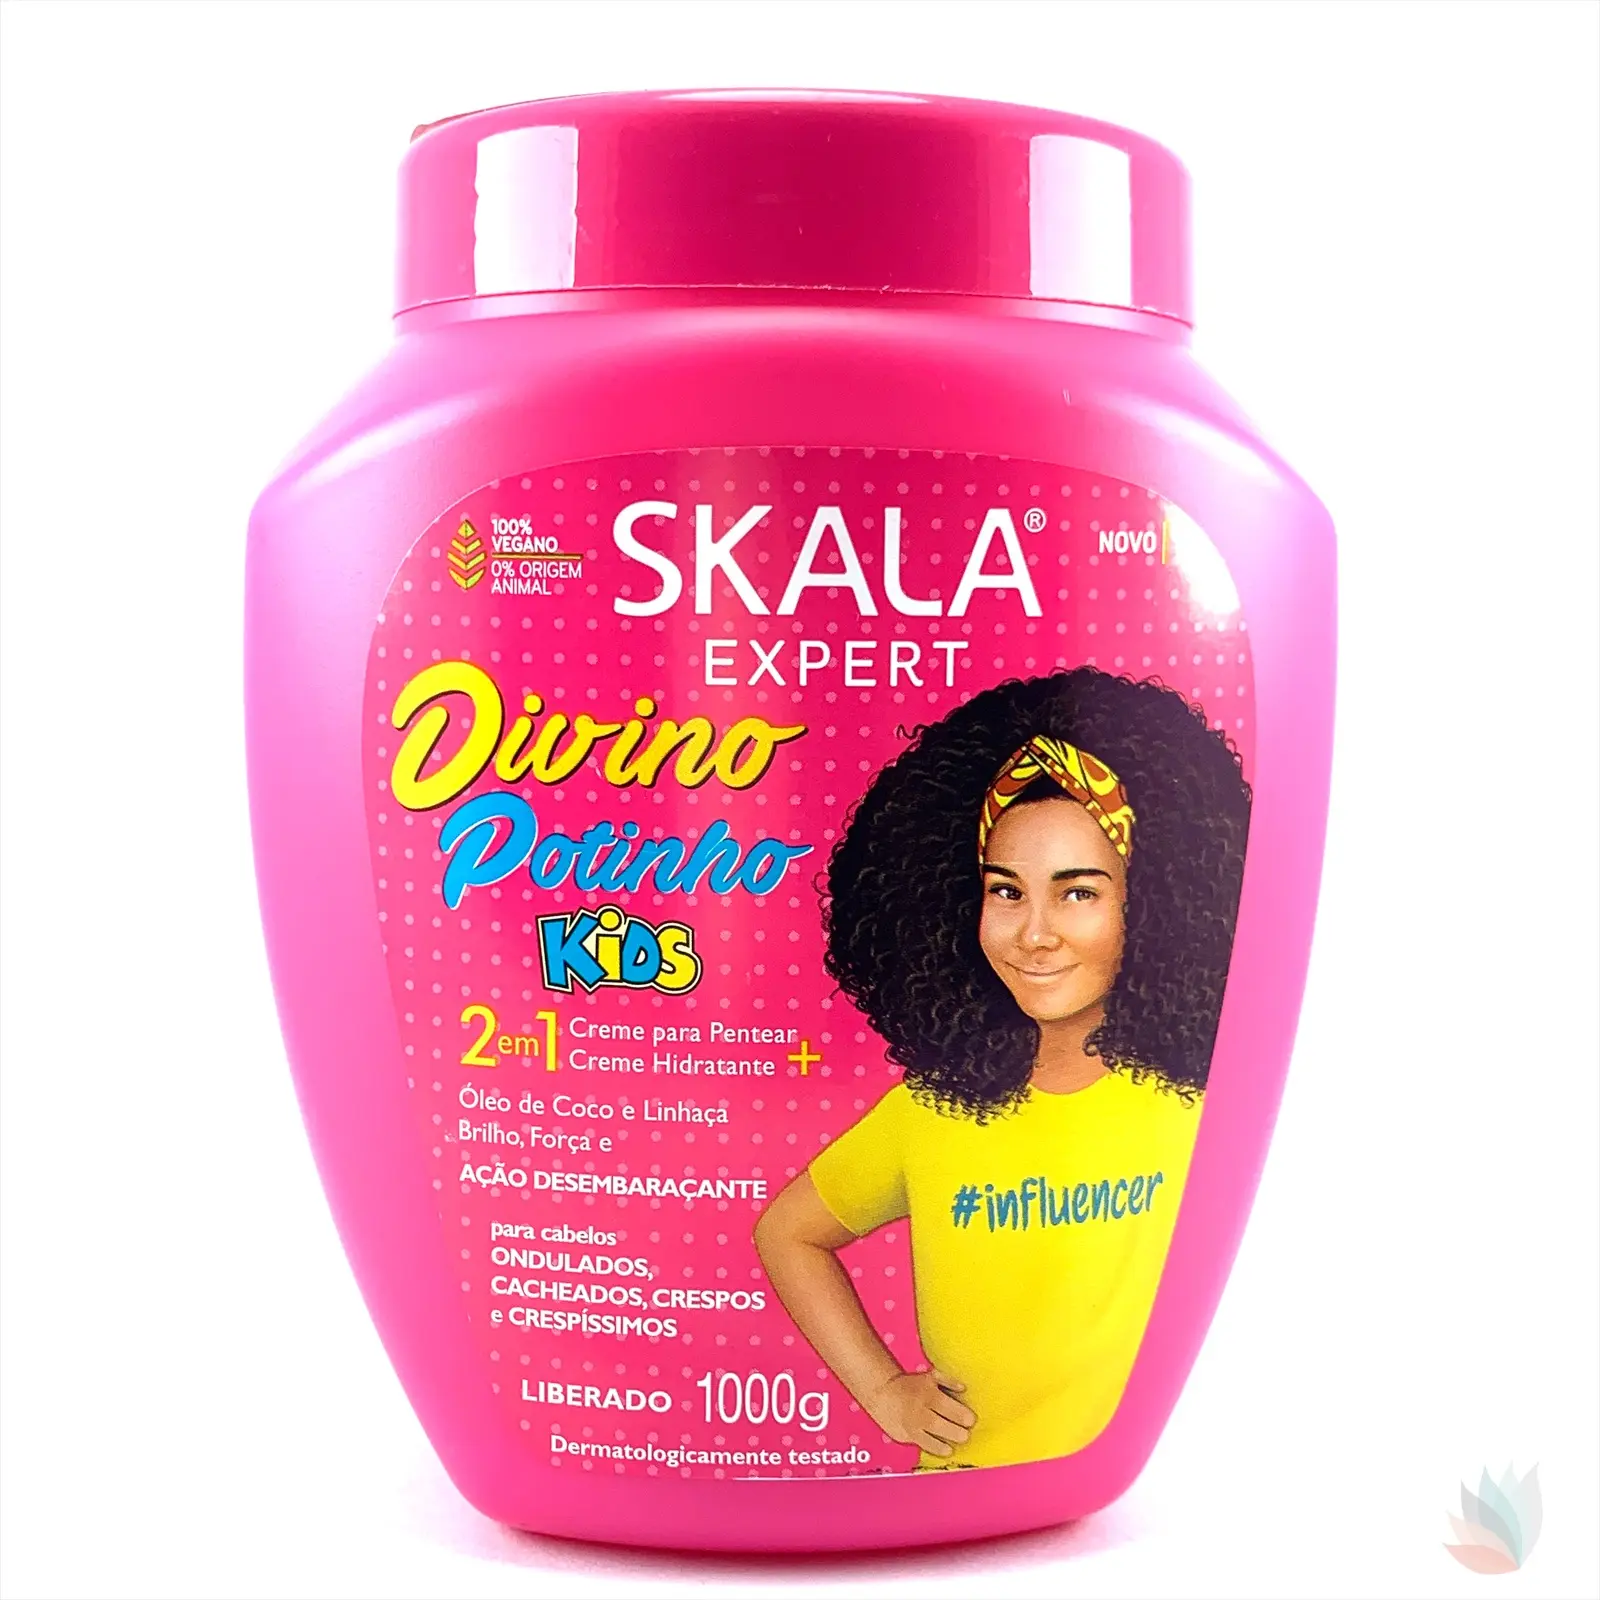 100%
VEGANO
0% ORIGEM
ANIMAL
SKALA®
EXPERT
NOVO
Divino
Potinho
KiDS
2em1 Creme para Pentear
Creme Hidratante +
Óleo de Coco e Linhaça
Brilho, Força e
AÇÃO DESEMBARAÇANTE
para cabelos
ONDULADOS,
CACHEADOS, CRESPOS
e CRESPÍSSIMOS
#influencer
LIBERADO 1000g
Dermatologicamente testado